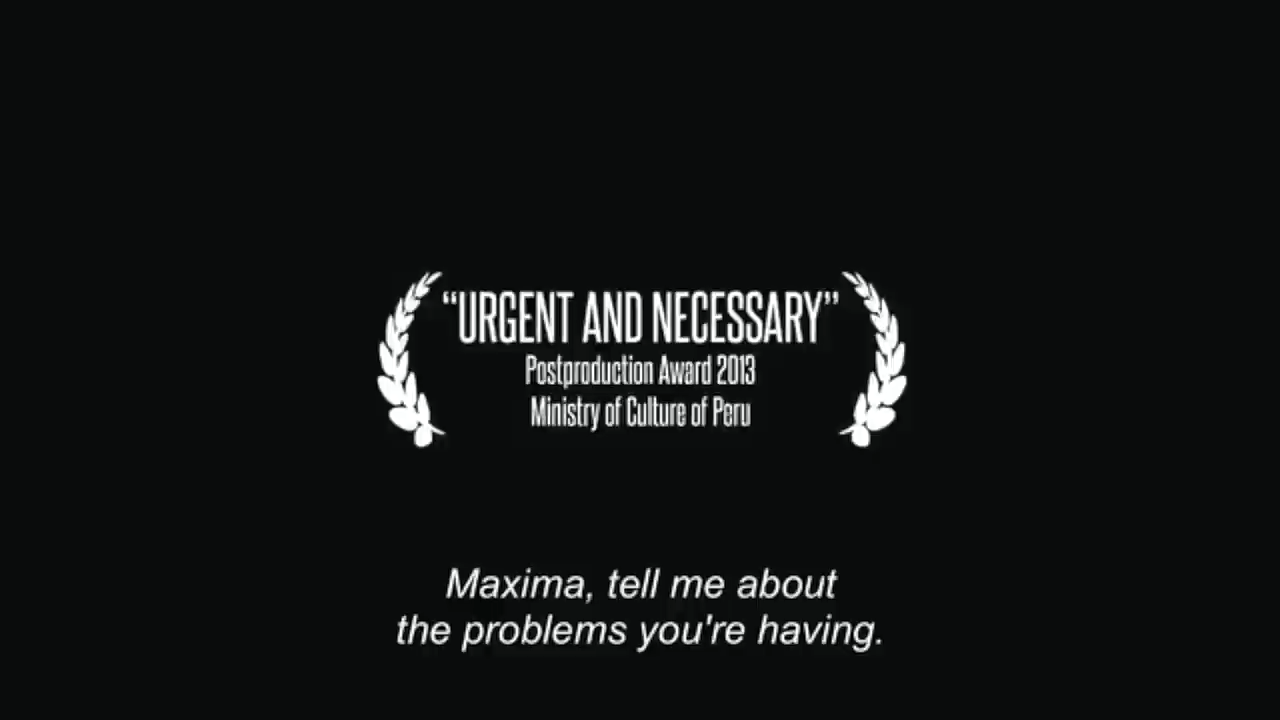 “URGENT AND NECESSARY”
Postproduction Award 2013
Ministry of Culture of Peru
Maxima, tell me about
the problems you're having.